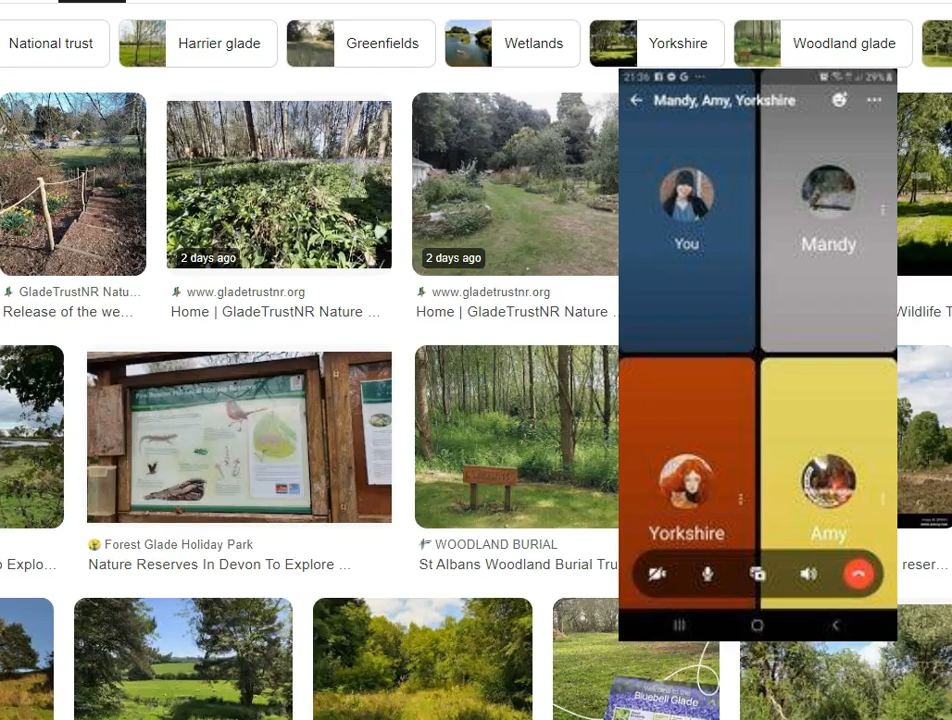 National trust
Harrier glade
Greenfields
Wetlands
Yorkshire
Woodland glade
21:36
29%
Mandy, Amy, Yorkshire
You
Mandy
2 days ago
2 days ago
GladeTrustNR Natu...
www.gladetrustnr.org
www.gladetrustnr.org
Release of the we...
Home | GladeTrustNR Nature ...
Home | GladeTrustNR Nature ...
Wildlife T
Yorkshire
Amy
Forest Glade Holiday Park
WOODLAND BURIAL
Explo...
Nature Reserves In Devon To Explore ...
St Albans Woodland Burial Tru
reser...
Welcome to the
Bluebell Glade